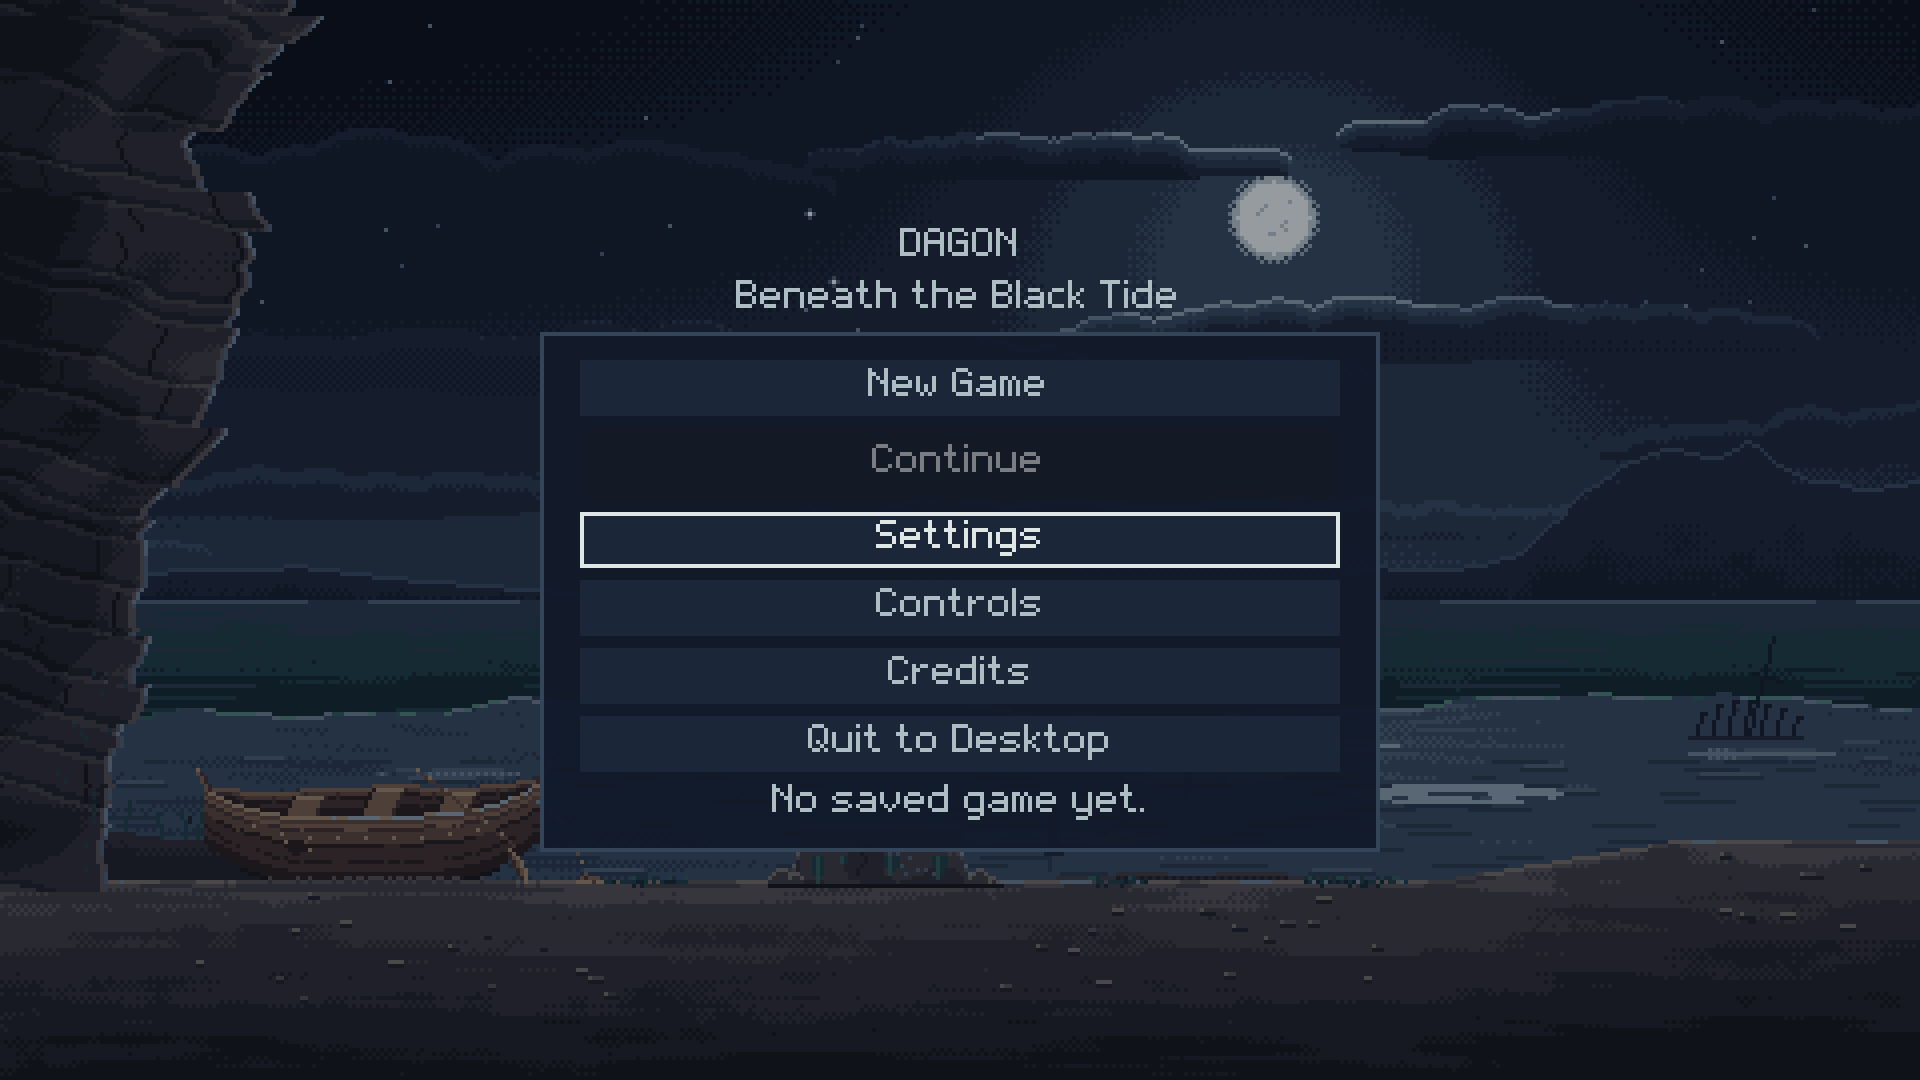 DAGON
Beneath the Black Tide
New Game
Continue
Settings
Controls
Credits
Quit to Desktop
No saved game yet.